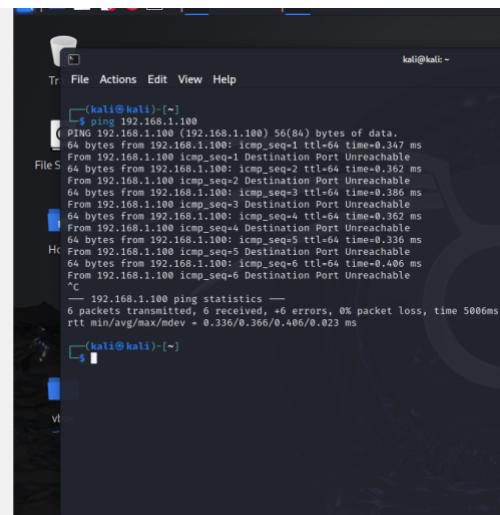 kali@kali: ~
Tr
File Actions Edit View Help
┌──(kali㉿kali)-[~]
└─$ ping 192.168.1.100
PING 192.168.1.100 (192.168.1.100) 56(84) bytes of data.
64 bytes from 192.168.1.100: icmp_seq=1 ttl=64 time=0.347 ms
From 192.168.1.100 icmp_seq=1 Destination Port Unreachable
64 bytes from 192.168.1.100: icmp_seq=2 ttl=64 time=0.362 ms
From 192.168.1.100 icmp_seq=2 Destination Port Unreachable
64 bytes from 192.168.1.100: icmp_seq=3 ttl=64 time=0.386 ms
From 192.168.1.100 icmp_seq=3 Destination Port Unreachable
64 bytes from 192.168.1.100: icmp_seq=4 ttl=64 time=0.362 ms
From 192.168.1.100 icmp_seq=4 Destination Port Unreachable
64 bytes from 192.168.1.100: icmp_seq=5 ttl=64 time=0.336 ms
From 192.168.1.100 icmp_seq=5 Destination Port Unreachable
64 bytes from 192.168.1.100: icmp_seq=6 ttl=64 time=0.406 ms
From 192.168.1.100 icmp_seq=6 Destination Port Unreachable
^C
--- 192.168.1.100 ping statistics ---
6 packets transmitted, 6 received, +6 errors, 0% packet loss, time 5006ms
rtt min/avg/max/mdev = 0.336/0.366/0.406/0.023 ms
┌──(kali㉿kali)-[~]
└─$
File S
Ho
vb